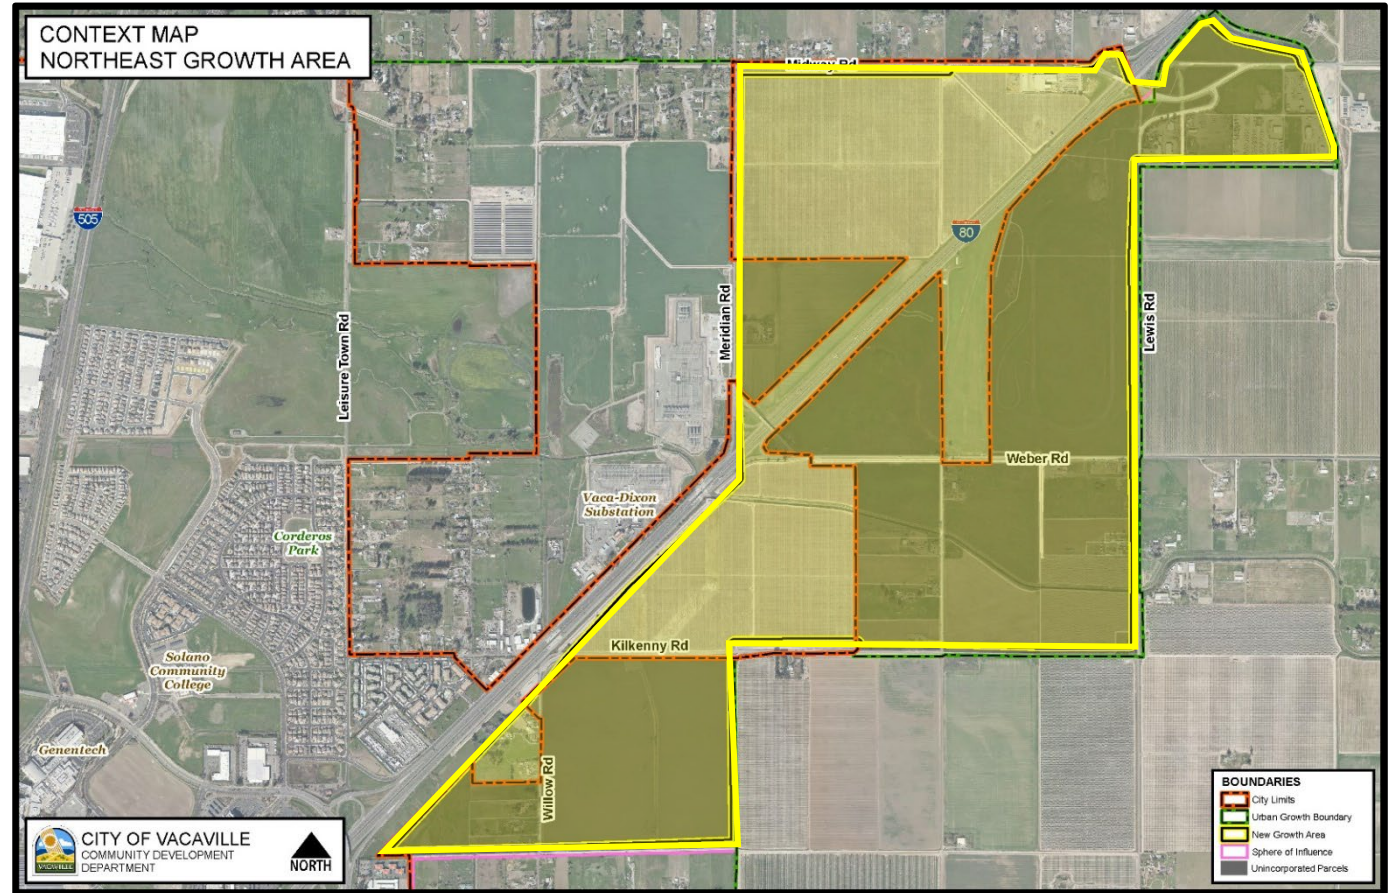 CONTEXT MAP
NORTHEAST GROWTH AREA
Midway Rd
505
80
Leisure Town Rd
Meridian Rd
Lewis Rd
Weber Rd
Vaca-Dixon
Substation
Corderos
Park
Kilkenny Rd
Solano
Community
College
Genentech
Willow Rd
CITY OF VACAVILLE
COMMUNITY DEVELOPMENT
DEPARTMENT
VACAVILLE
NORTH
BOUNDARIES
City Limits
Urban Growth Boundary
New Growth Area
Sphere of Influence
Unincorporated Parcels